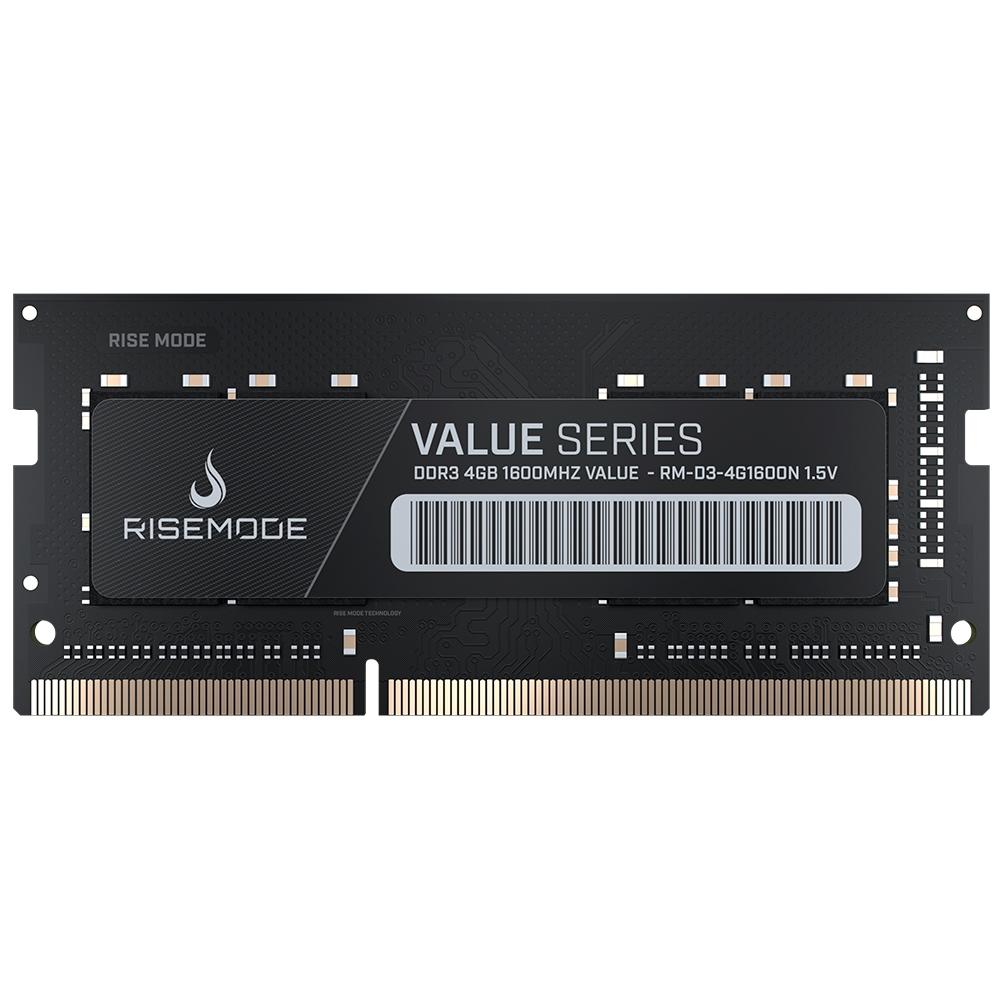 RISE MODE
VALUE SERIES
DDR3 4GB 1600MHZ VALUE - RM-D3-4G1600N 1.5V
RISEMODE
RISE MODE TECHNOLOGY